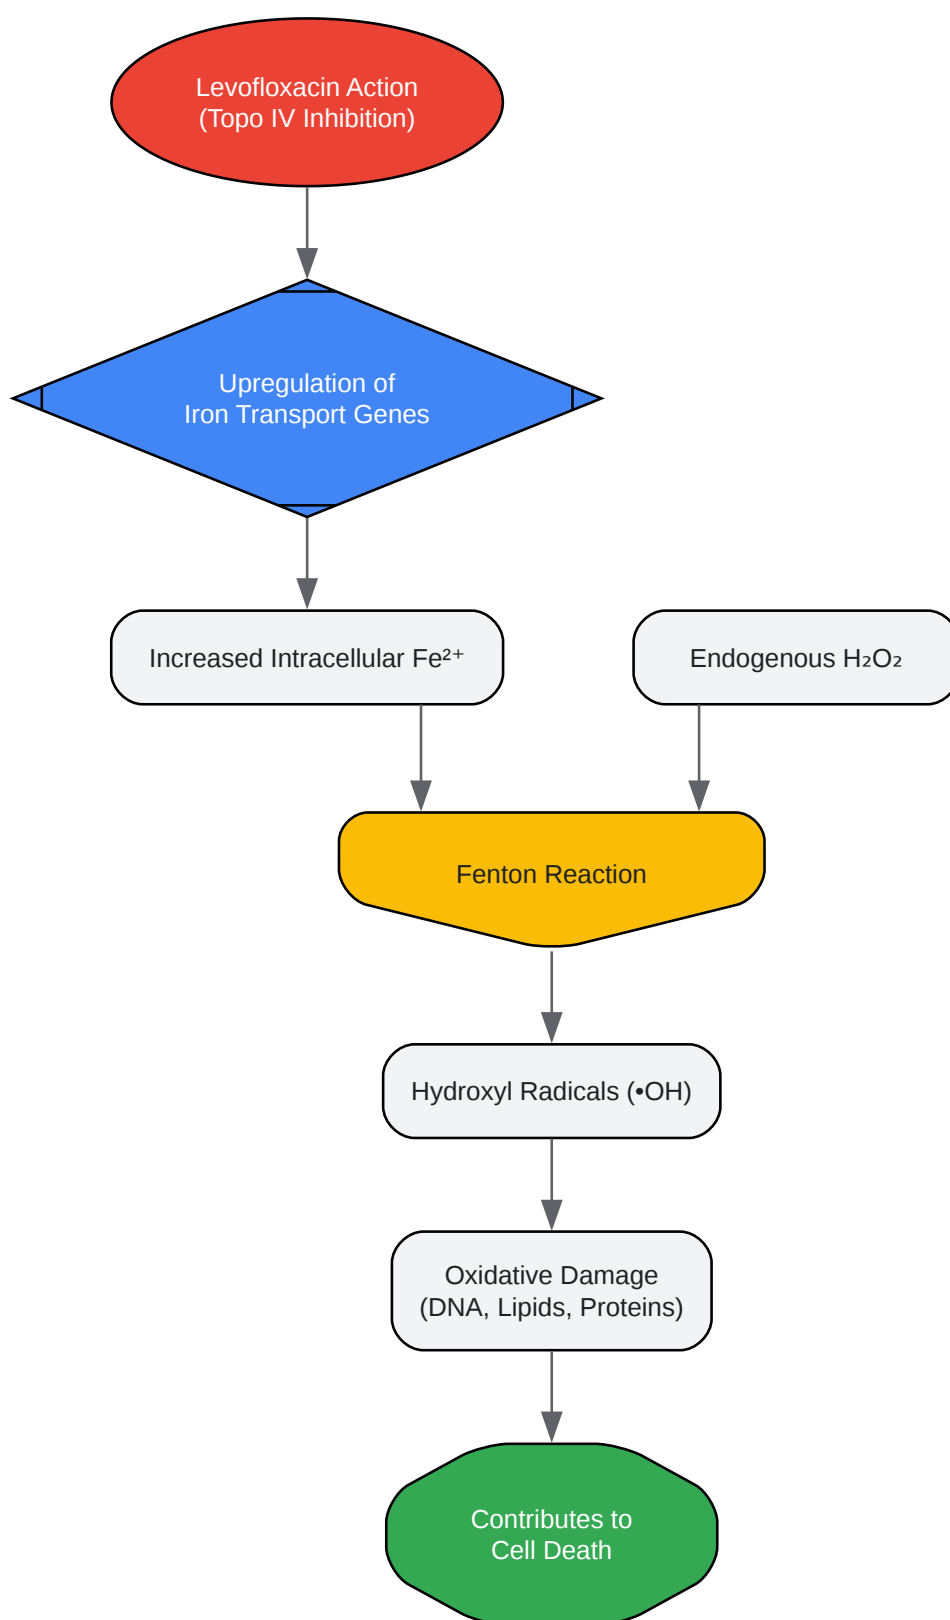 Levofloxacin Action
(Topo IV Inhibition)
Upregulation of
Iron Transport Genes
Increased Intracellular Fe²⁺
Endogenous H₂O₂
Fenton Reaction
Hydroxyl Radicals (•OH)
Oxidative Damage
(DNA, Lipids, Proteins)
Contributes to
Cell Death